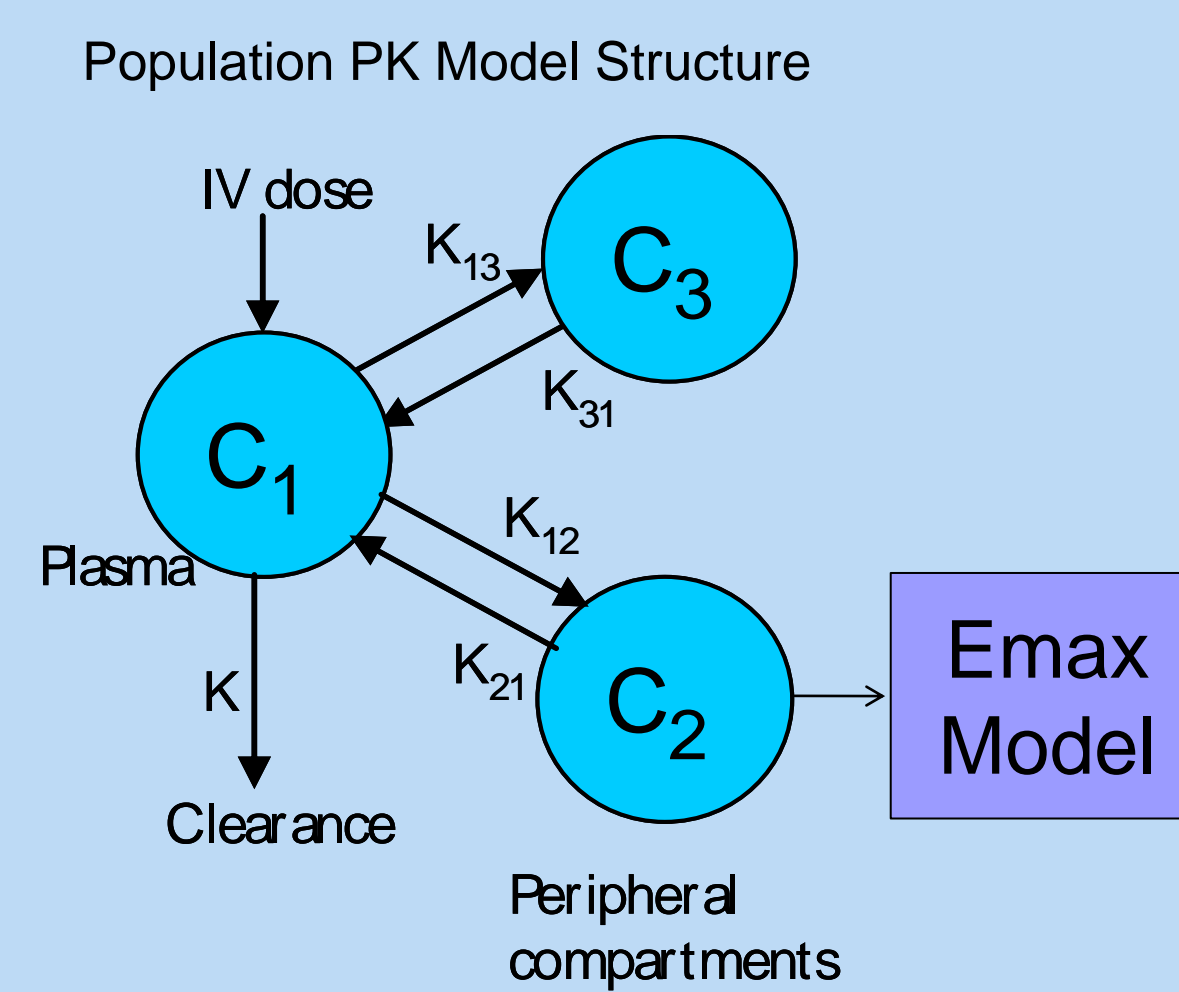 Population PK Model Structure
IV dose
K13
C3
K31
C1
K12
Plasma
K21
K
C2
Emax
Model
Clearance
Peripheral
compartments